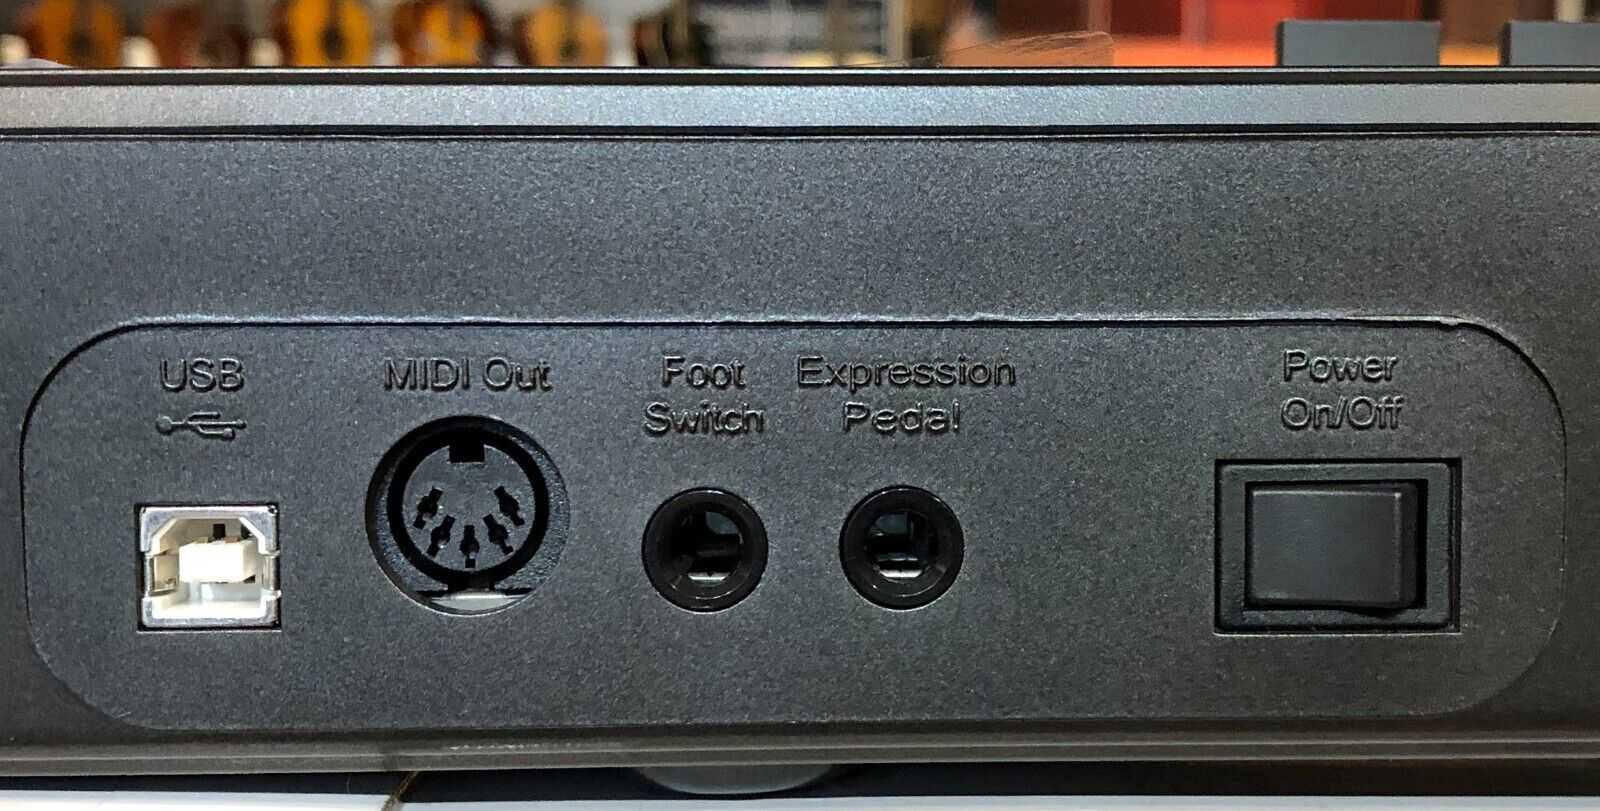 USB
MIDI Out
Foot
Switch
Expression
Pedal
Power
On/Off